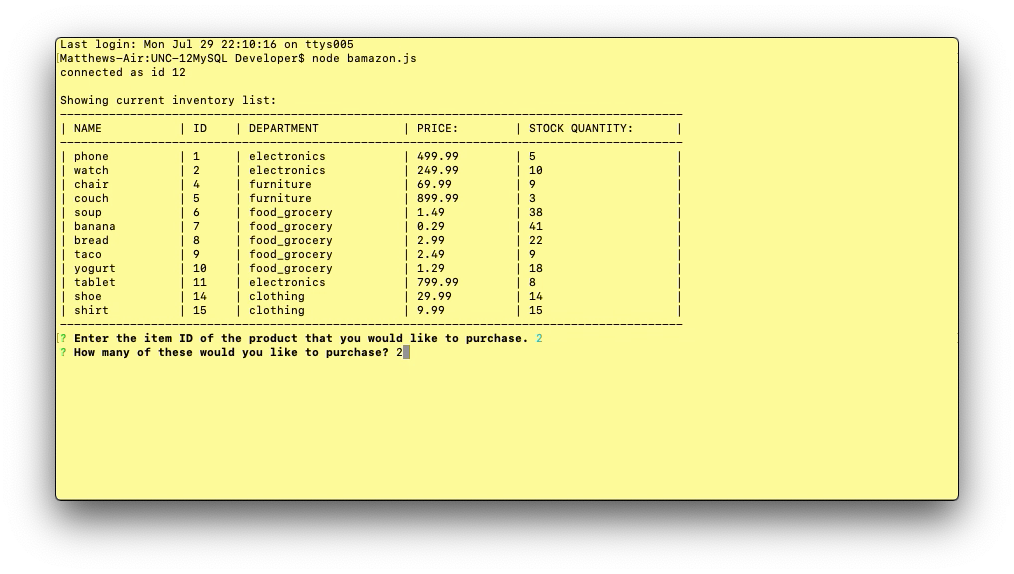 Last login: Mon Jul 29 22:10:16 on ttys005
[Matthews-Air:UNC-12MySQL Developer$ node bamazon.js
connected as id 12
Showing current inventory list:
| NAME | ID | DEPARTMENT | PRICE: | STOCK QUANTITY: |
| phone | 1 | electronics | 499.99 | 5 |
| watch | 2 | electronics | 249.99 | 10 |
| chair | 4 | furniture | 69.99 | 9 |
| couch | 5 | furniture | 899.99 | 3 |
| soup | 6 | food_grocery | 1.49 | 38 |
| banana | 7 | food_grocery | 0.29 | 41 |
| bread | 8 | food_grocery | 2.99 | 22 |
| taco | 9 | food_grocery | 2.49 | 9 |
| yogurt | 10 | food_grocery | 1.29 | 18 |
| tablet | 11 | electronics | 799.99 | 8 |
| shoe | 14 | clothing | 29.99 | 14 |
| shirt | 15 | clothing | 9.99 | 15 |
[? Enter the item ID of the product that you would like to purchase. 2
? How many of these would you like to purchase? 2